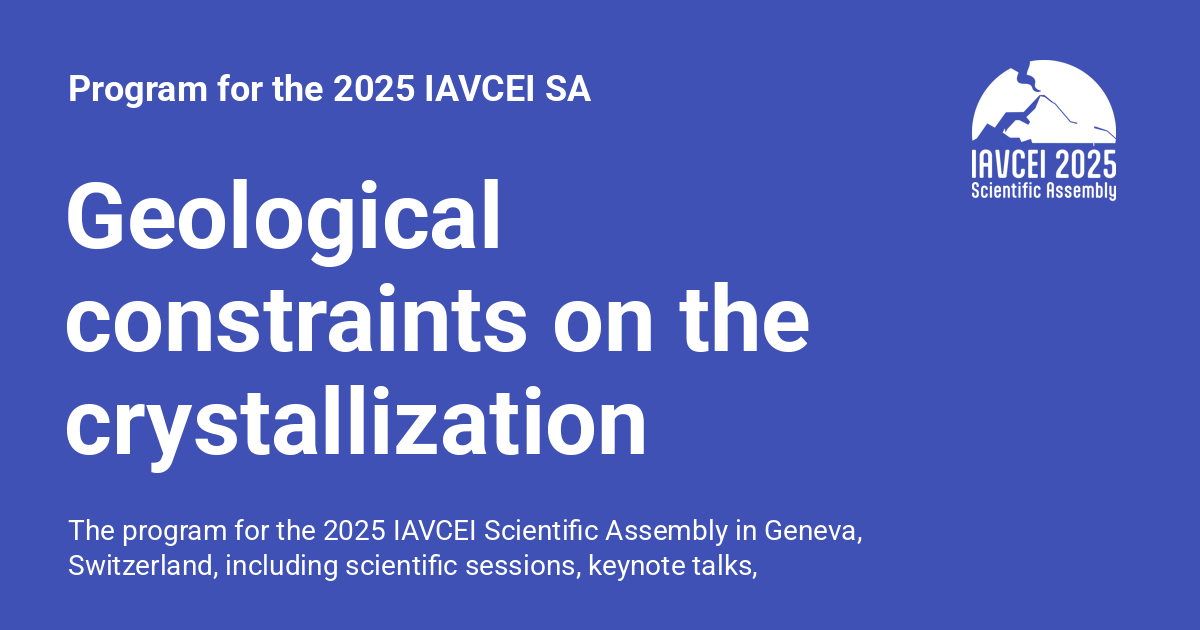 Program for the 2025 IAVCEI SA
IAVCEI 2025
Scientific Assembly
Geological
constraints on the
crystallization
The program for the 2025 IAVCEI Scientific Assembly in Geneva,
Switzerland, including scientific sessions, keynote talks,